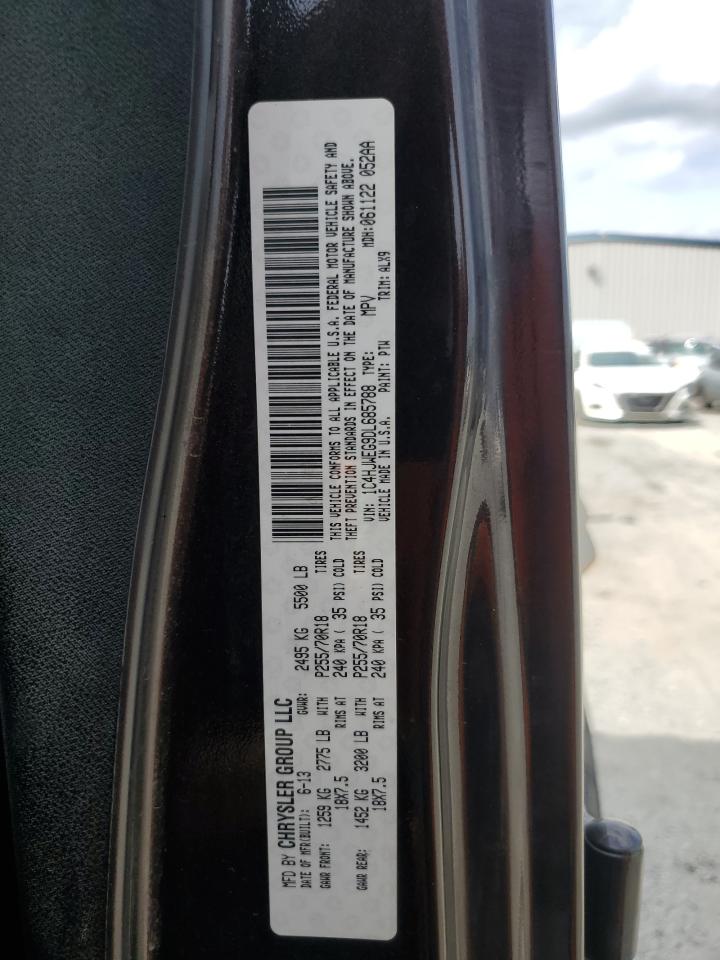 MFD BY CHRYSLER GROUP LLC
DATE OF MFR(BUILT): 6-13 GVWR: 2495 KG 5500 LB
GAWR FRONT: 1259 KG 2775 LB WITH P255/70R18 TIRES
18X7.5 RIMS AT 240 KPA ( 35 PSI) COLD
GAWR REAR: 1452 KG 3200 LB WITH P255/70R18 TIRES
18X7.5 RIMS AT 240 KPA ( 35 PSI) COLD
THIS VEHICLE CONFORMS TO ALL APPLICABLE U.S.A. FEDERAL MOTOR VEHICLE SAFETY AND
THEFT PREVENTION STANDARDS IN EFFECT ON THE DATE OF MANUFACTURE SHOWN ABOVE.
VIN: 1C4HJWEG9DL685788 TYPE: MPV MDH:061122 052AA
VEHICLE MADE IN U.S.A. PAINT: PTW TRIM: ALX9